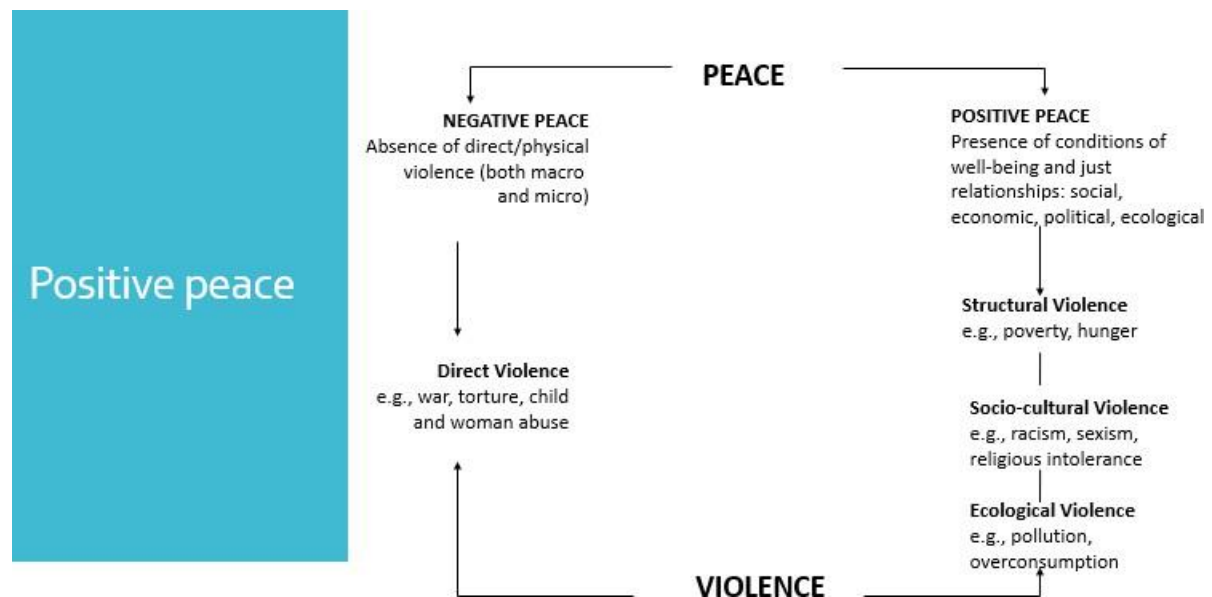 Positive peace
PEACE
NEGATIVE PEACE
Absence of direct/physical
violence (both macro
and micro)
Direct Violence
e.g., war, torture, child
and woman abuse
POSITIVE PEACE
Presence of conditions of
well-being and just
relationships: social,
economic, political, ecological
Structural Violence
e.g., poverty, hunger
Socio-cultural Violence
e.g., racism, sexism,
religious intolerance
Ecological Violence
e.g., pollution,
overconsumption
VIOLENCE